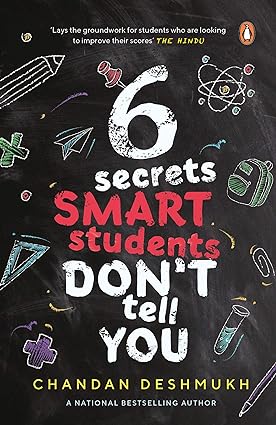 'Lays the groundwork for students who are looking
to improve their scores' THE HINDU
6
secrets
SMART
students
DON'T
tell
YOU
CHANDAN DESHMUKH
A NATIONAL BESTSELLING AUTHOR